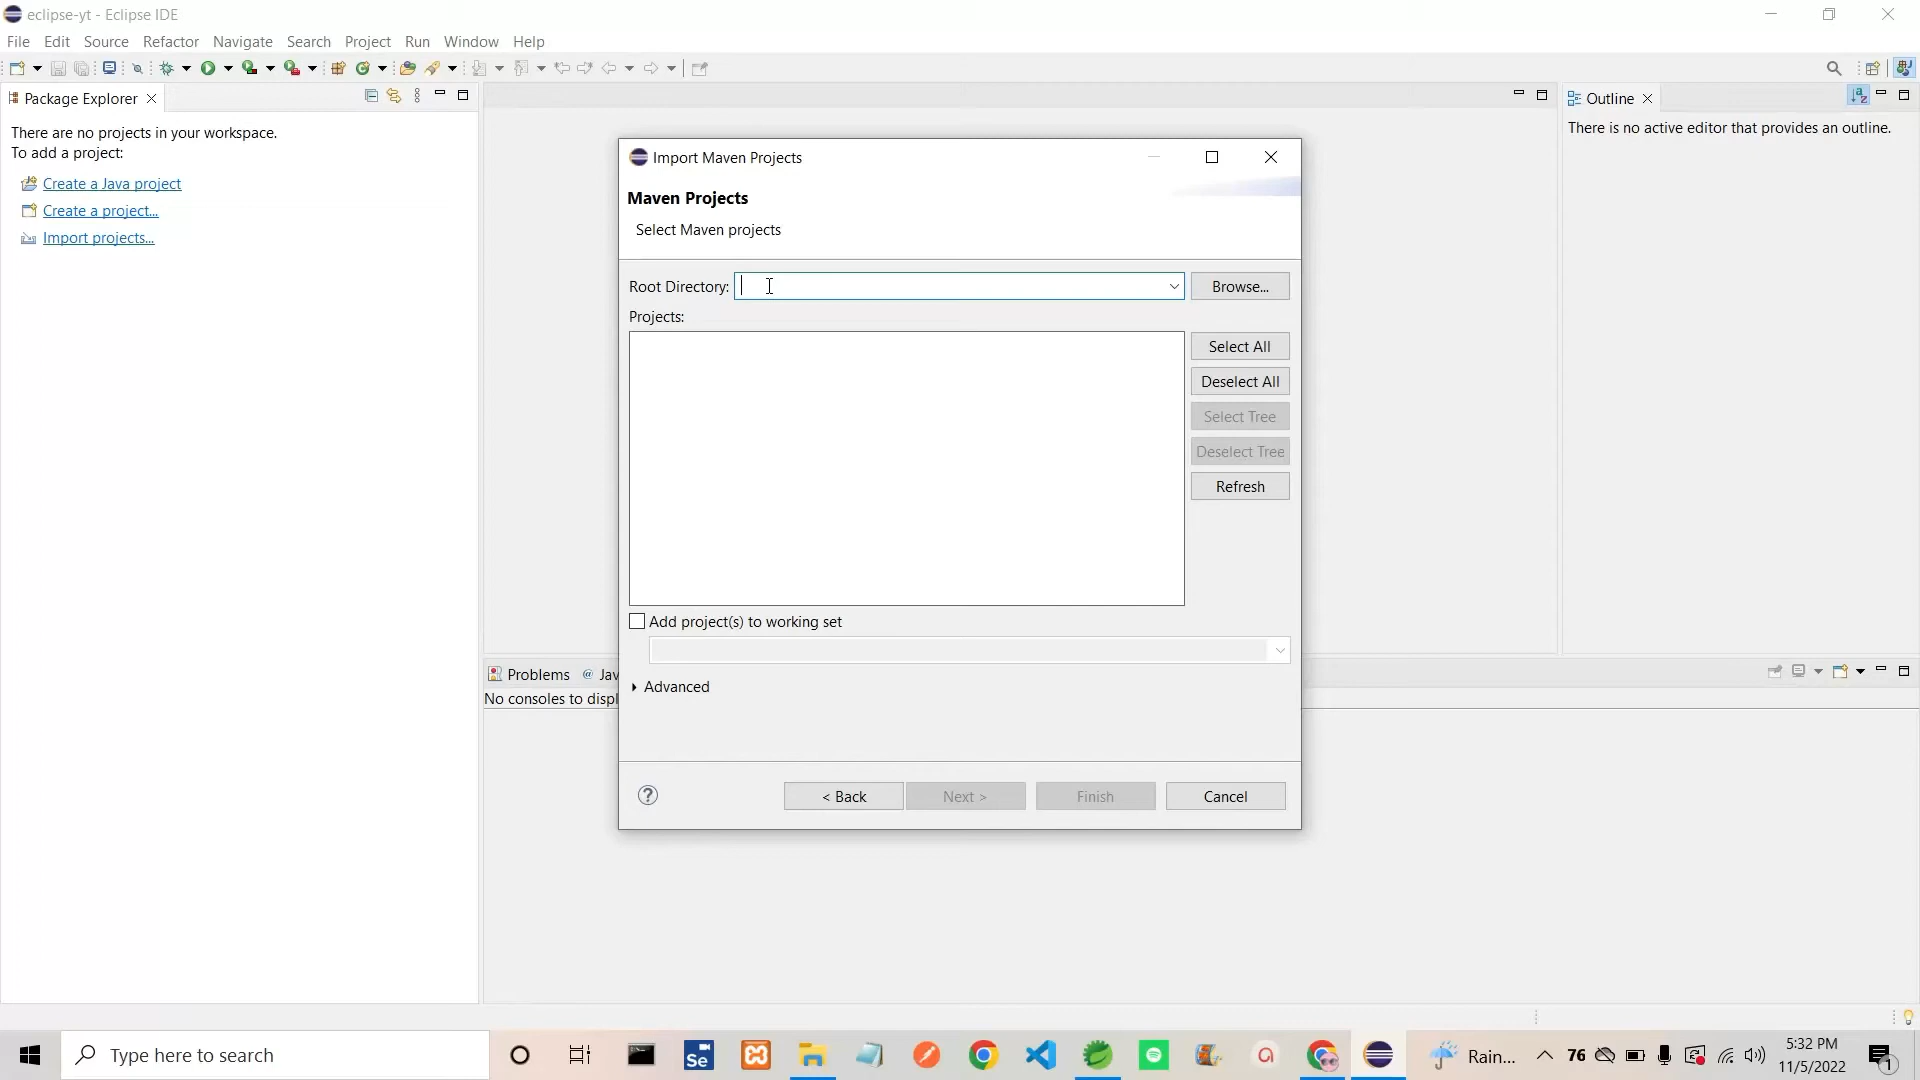 eclipse-yt - Eclipse IDE
File Edit Source Refactor Navigate Search Project Run Window Help
Package Explorer
There are no projects in your workspace.
To add a project:
Create a Java project
Create a project...
Import projects...
Outline
There is no active editor that provides an outline.
Import Maven Projects
Maven Projects
Select Maven projects
Root Directory:
Browse...
Projects:
Select All
Deselect All
Select Tree
Deselect Tree
Refresh
Add project(s) to working set
Advanced
< Back
Next >
Finish
Cancel
Problems @ Jav
No consoles to displ
Type here to search
Se
Rain...
76
5:32 PM
11/5/2022
1